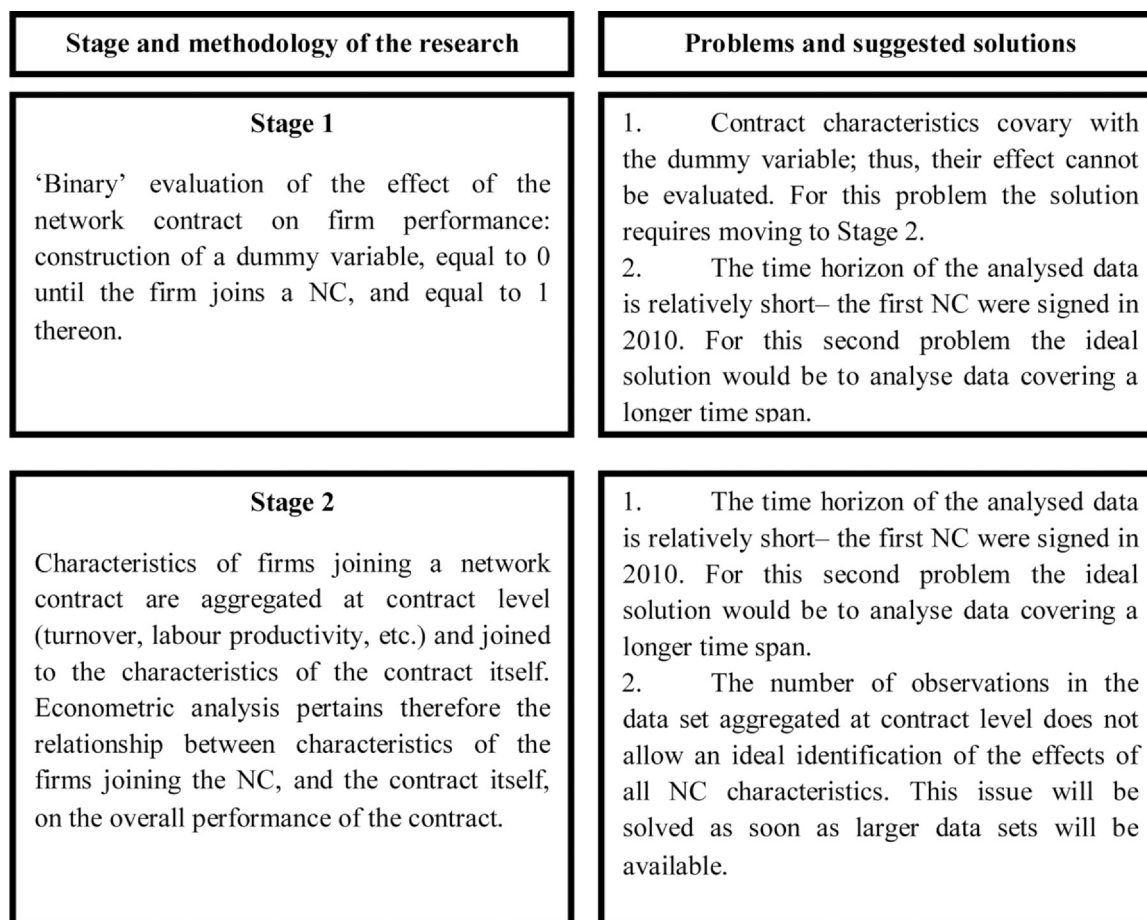 Stage and methodology of the research
Problems and suggested solutions
Stage 1
‘Binary’ evaluation of the effect of the
network contract on firm performance:
construction of a dummy variable, equal to 0
until the firm joins a NC, and equal to 1
thereon.
1. Contract characteristics covary with
the dummy variable; thus, their effect cannot
be evaluated. For this problem the solution
requires moving to Stage 2.
2. The time horizon of the analysed data
is relatively short– the first NC were signed in
2010. For this second problem the ideal
solution would be to analyse data covering a
longer time span.
Stage 2
Characteristics of firms joining a network
contract are aggregated at contract level
(turnover, labour productivity, etc.) and joined
to the characteristics of the contract itself.
Econometric analysis pertains therefore the
relationship between characteristics of the
firms joining the NC, and the contract itself,
on the overall performance of the contract.
1. The time horizon of the analysed data
is relatively short– the first NC were signed in
2010. For this second problem the ideal
solution would be to analyse data covering a
longer time span.
2. The number of observations in the
data set aggregated at contract level does not
allow an ideal identification of the effects of
all NC characteristics. This issue will be
solved as soon as larger data sets will be
available.